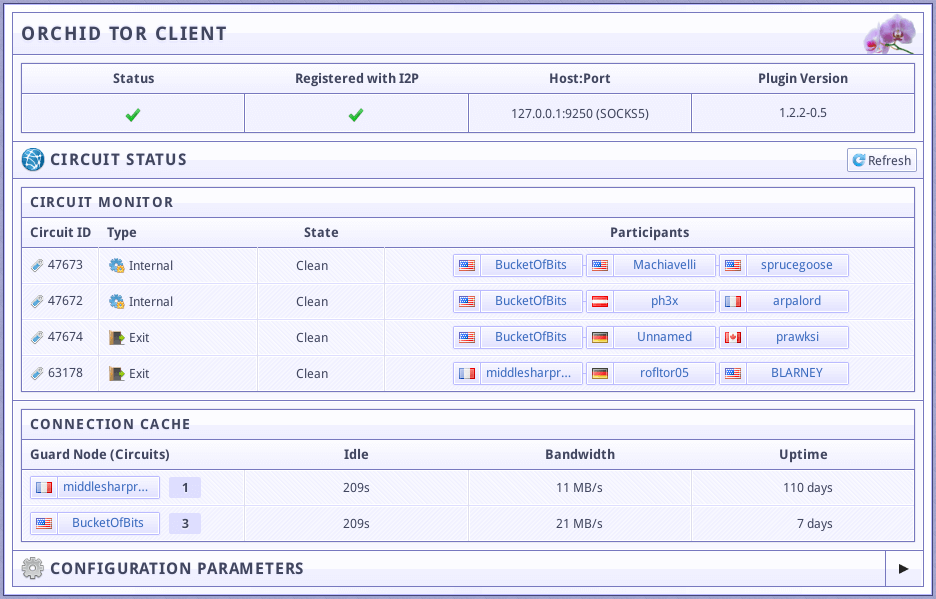 ORCHID TOR CLIENT
Status Registered with I2P Host:Port Plugin Version
127.0.0.1:9250 (SOCKS5) 1.2.2-0.5
CIRCUIT STATUS Refresh
CIRCUIT MONITOR
Circuit ID Type State Participants
47673 Internal Clean BucketOfBits Machiavelli sprucegoose
47672 Internal Clean BucketOfBits ph3x arpalord
47674 Exit Clean BucketOfBits Unnamed prawksi
63178 Exit Clean middlesharpr... rofltor05 BLARNEY
CONNECTION CACHE
Guard Node (Circuits) Idle Bandwidth Uptime
middlesharpr... 1 209s 11 MB/s 110 days
BucketOfBits 3 209s 21 MB/s 7 days
CONFIGURATION PARAMETERS